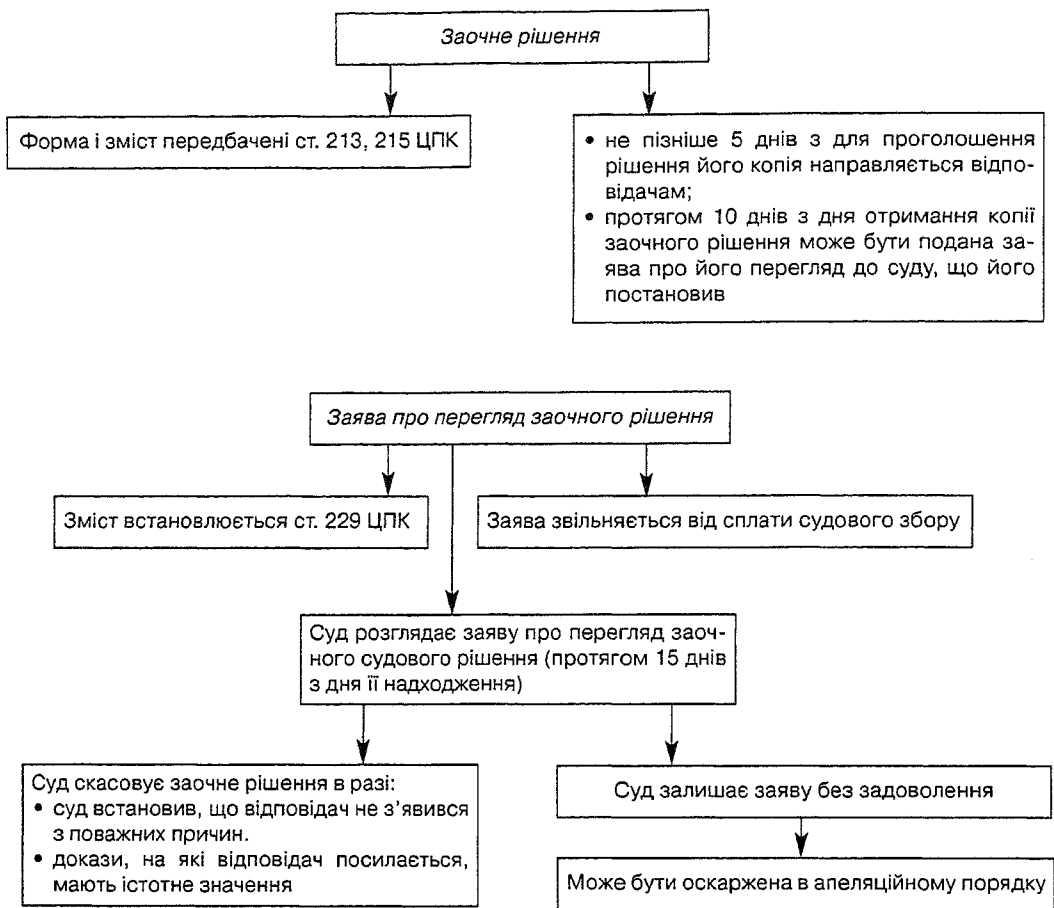 Заочне рішення
Форма і зміст передбачені ст. 213, 215 ЦПК
• не пізніше 5 днів з для проголошення
рішення його копія направляється відпо-
відачам;
• протягом 10 днів з дня отримання копії
заочного рішення може бути подана за-
ява про його перегляд до суду, що його
постановив
Заява про перегляд заочного рішення
Зміст встановлюється ст. 229 ЦПК
Заява звільняється від сплати судового збору
Суд розглядає заяву про перегляд заоч-
ного судового рішення (протягом 15 днів
з дня її надходження)
Суд скасовує заочне рішення в разі:
• суд встановив, що відповідач не з’явився
з поважних причин.
• докази, на які відповідач посилається,
мають істотне значення
Суд залишає заяву без задоволення
Може бути оскаржена в апеляційному порядку